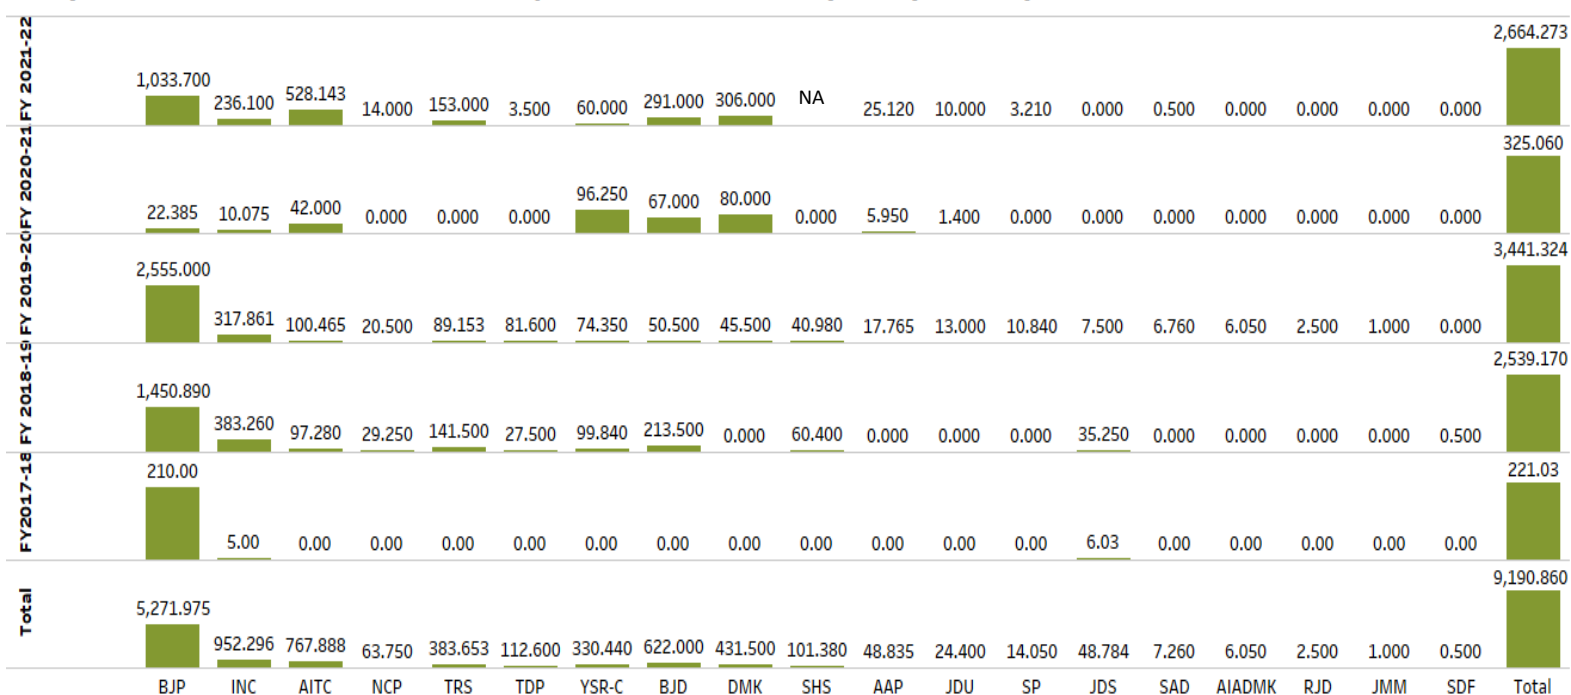 FY 2021-22 1,033.700 236.100 528.143 14.000 153.000 3.500 60.000 291.000 306.000 NA 25.120 10.000 3.210 0.000 0.500 0.000 0.000 0.000 0.000 2,664.273
FY 2020-21 22.385 10.075 42.000 0.000 0.000 0.000 96.250 67.000 80.000 0.000 5.950 1.400 0.000 0.000 0.000 0.000 0.000 0.000 0.000 325.060
FY 2019-20 2,555.000 317.861 100.465 20.500 89.153 81.600 74.350 50.500 45.500 40.980 17.765 13.000 10.840 7.500 6.760 6.050 2.500 1.000 0.000 3,441.324
FY 2018-19 1,450.890 383.260 97.280 29.250 141.500 27.500 99.840 213.500 0.000 60.400 0.000 0.000 0.000 35.250 0.000 0.000 0.000 0.000 0.500 2,539.170
FY2017-18 210.00 5.00 0.00 0.00 0.00 0.00 0.00 0.00 0.00 0.00 0.00 0.00 0.00 6.03 0.00 0.00 0.00 0.00 0.00 221.03
Total 5,271.975 952.296 767.888 63.750 383.653 112.600 330.440 622.000 431.500 101.380 48.835 24.400 14.050 48.784 7.260 6.050 2.500 1.000 0.500 9,190.860
BJP INC AITC NCP TRS TDP YSR-C BJD DMK SHS AAP JDU SP JDS SAD AIADMK RJD JMM SDF Total